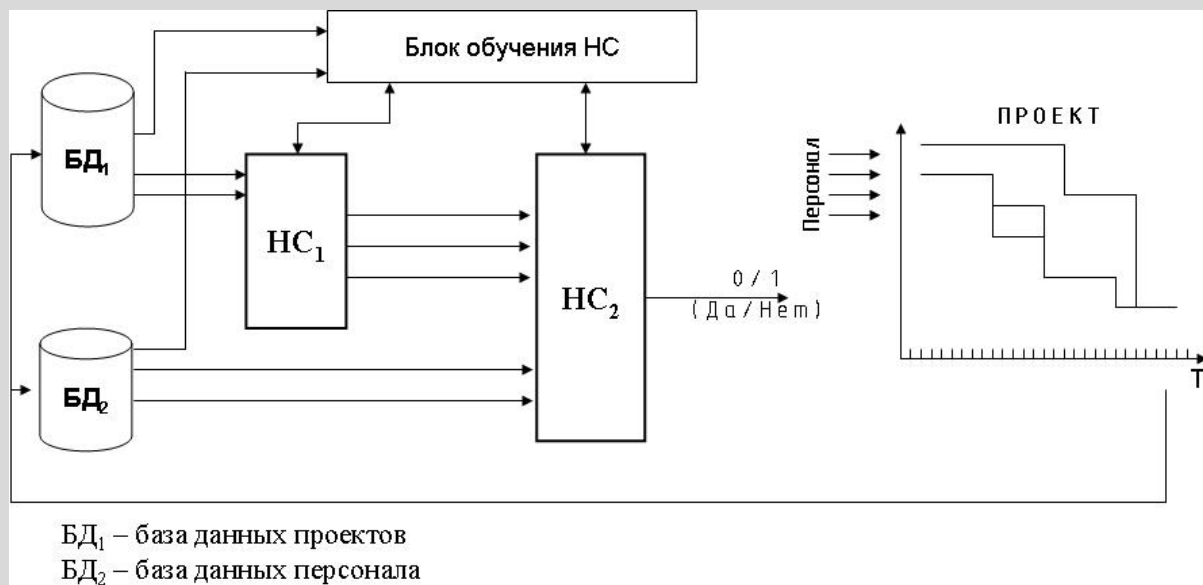 Блок обучения НС
БД₁
НС₁
НС₂
БД₂
0 / 1
(Да/Нет)
ПРОЕКТ
Персонал
Т
БД₁ – база данных проектов
БД₂ – база данных персонала